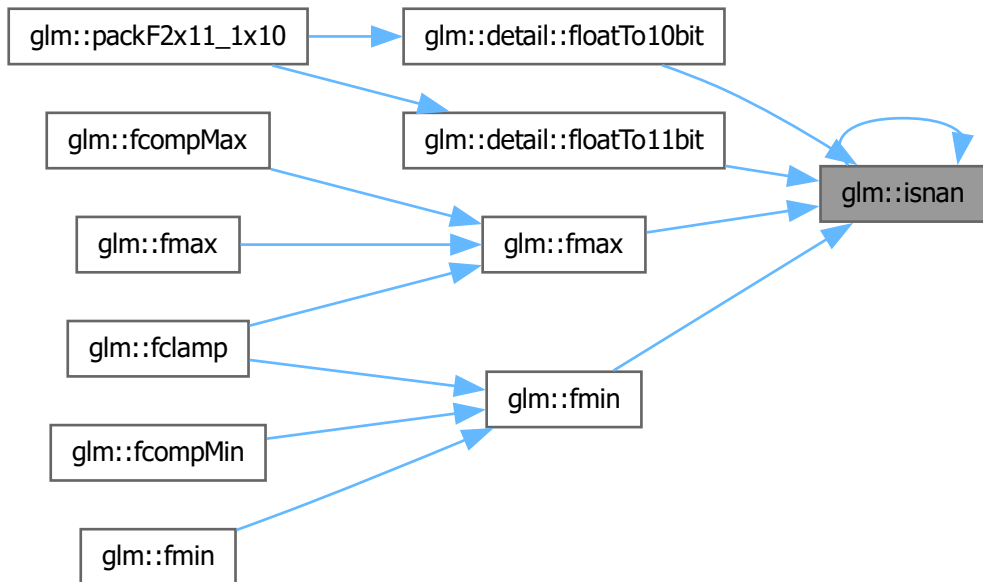 glm::packF2x11_1x10
glm::detail::floatTo10bit
glm::fcompMax
glm::detail::floatTo11bit
glm::isnan
glm::fmax
glm::fmax
glm::fclamp
glm::fmin
glm::fcompMin
glm::fmin